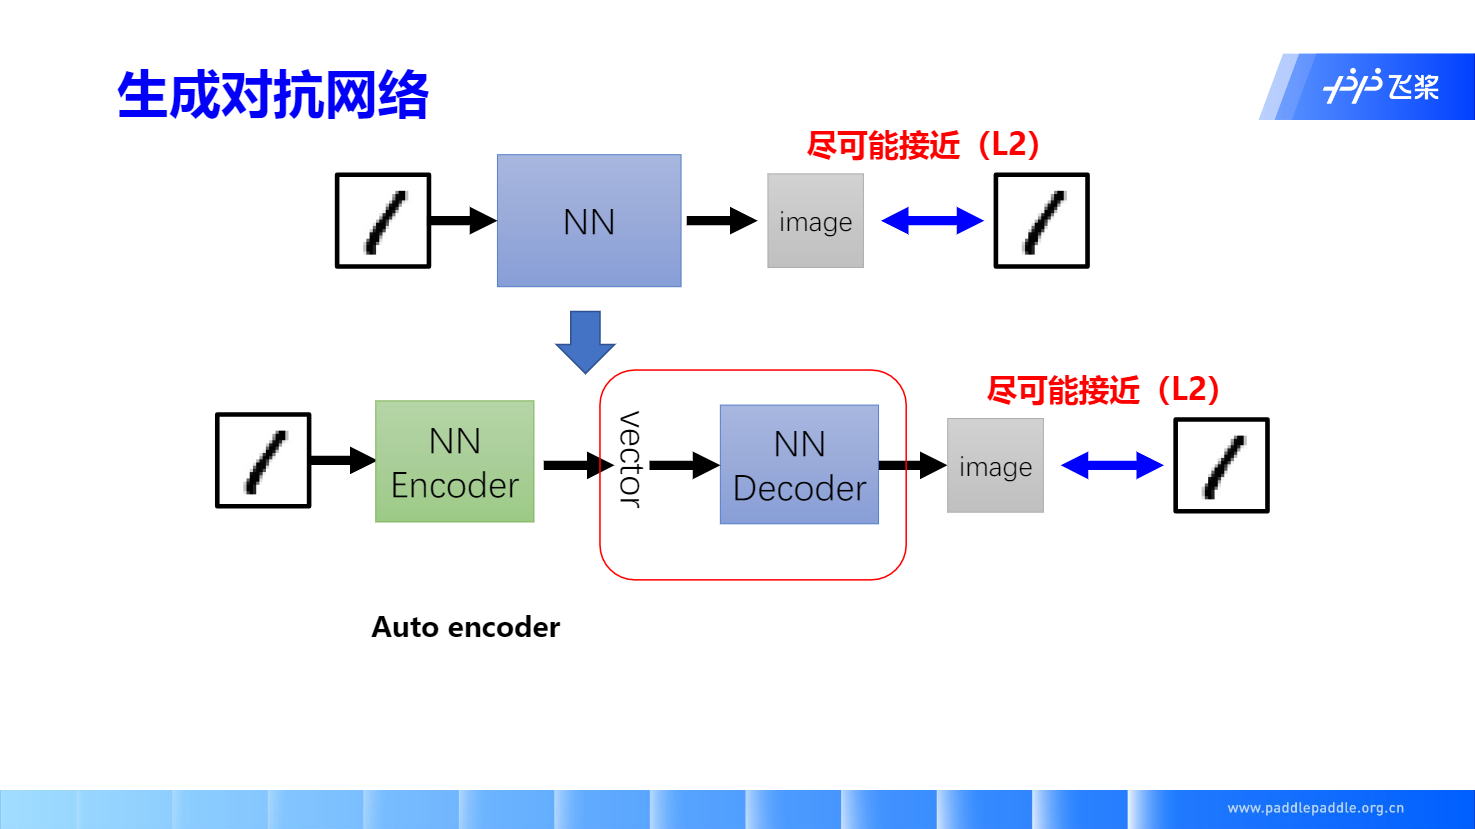 生成对抗网络
飞桨
尽可能接近（L2）
NN
image
尽可能接近（L2）
NN
Encoder
vector
NN
Decoder
image
Auto encoder
www.paddlepaddle.org.cn